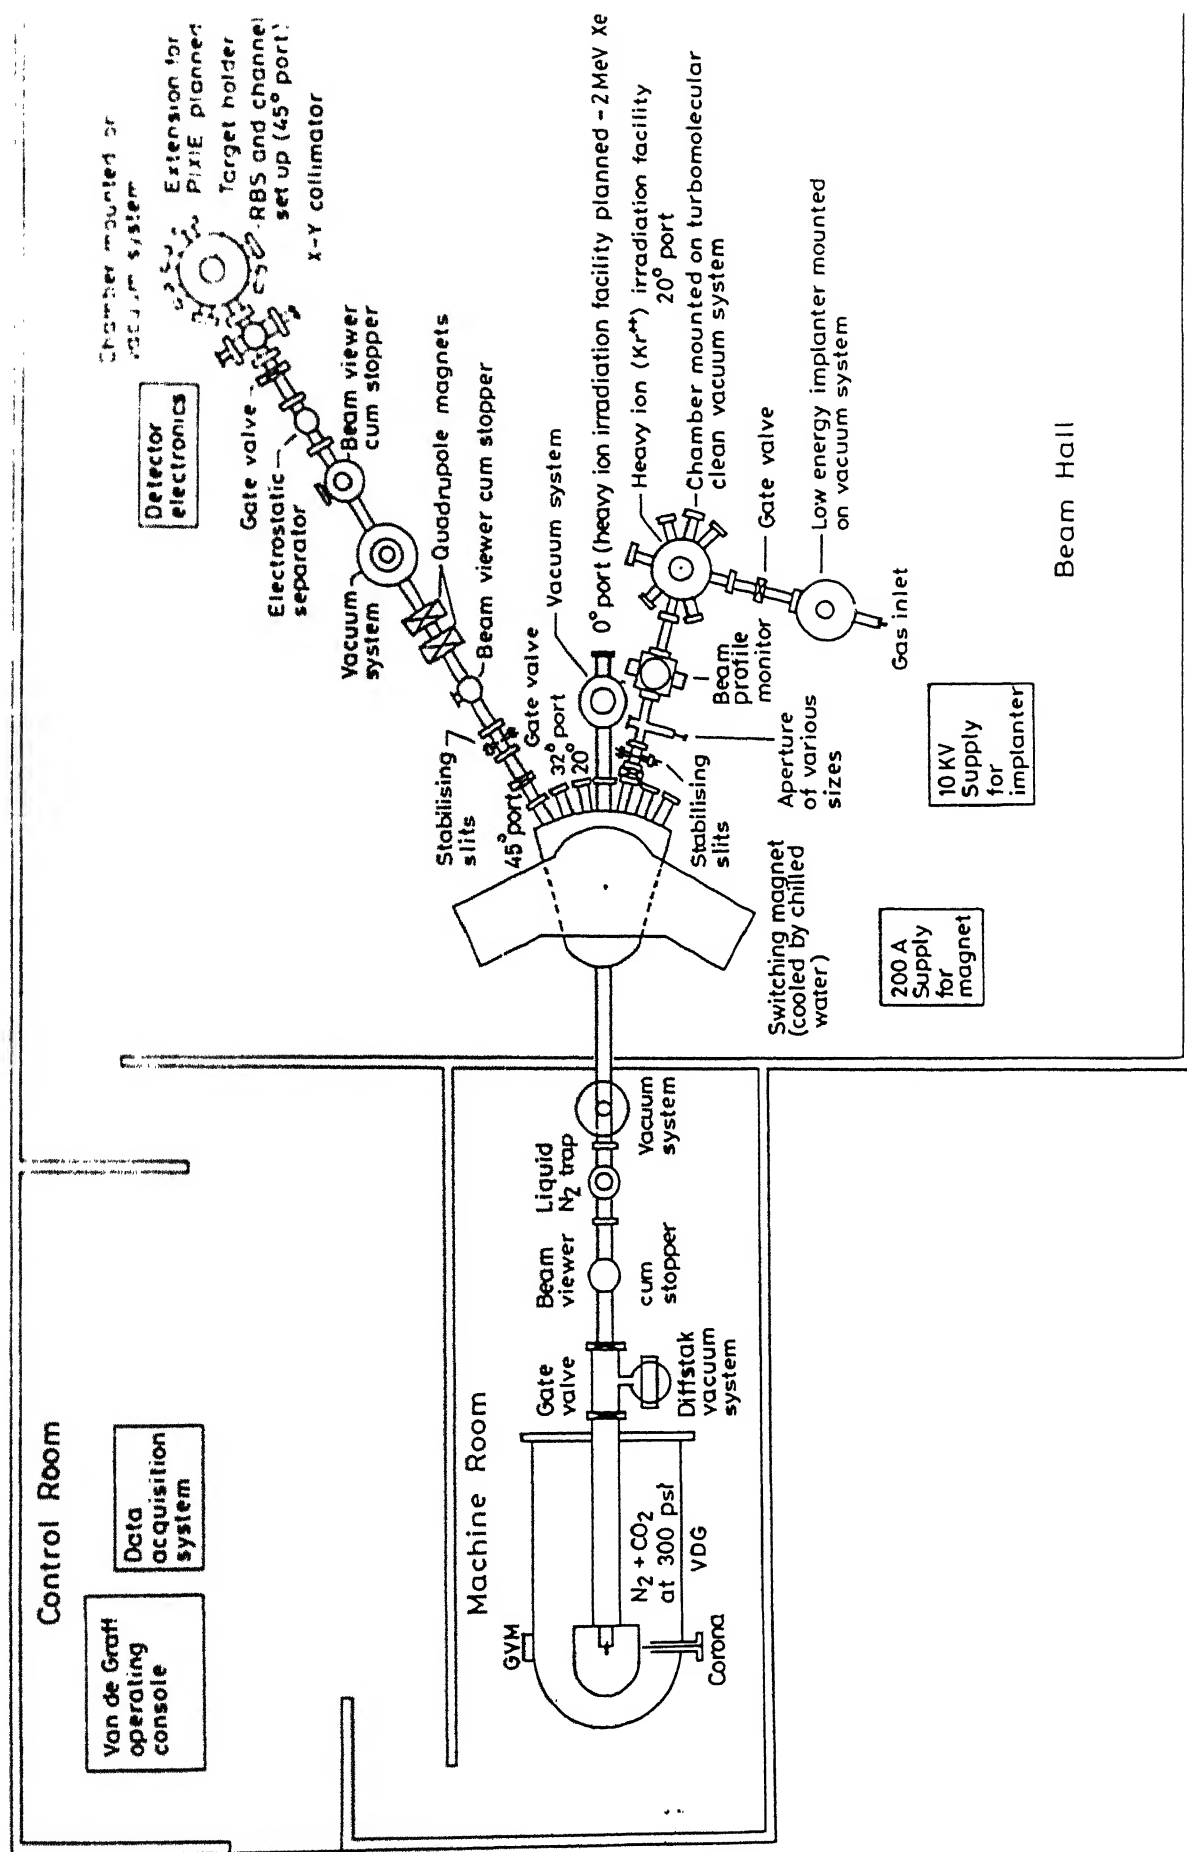 Control Room
Van de Graff
operating
console
Data
acquisition
system
Machine Room
GVM
N₂ + CO₂
at 300 psi
VDG
Corona
Gate
valve
Diffstak
vacuum
system
Beam
viewer
cum
stopper
Liquid
N₂ trap
Vacuum
system
Switching magnet
(cooled by chilled
water)
200 A
Supply
for
magnet
10 KV
Supply
for
implanter
Beam Hall
Stabilising
slits
45° port
Gate valve
32° port
20°
Beam viewer cum stopper
Quadrupole magnets
Vacuum
system
Beam viewer
cum stopper
Electrostatic
separator
Gate valve
Detector
electronics
Chamber mounted or
vacuum system
Extension for
PIXIE planned
Target holder
RBS and channel
set up (45° port)
X-Y collimator
Vacuum system
0° port (heavy ion irradiation facility planned - 2MeV Xe
Heavy ion (Kr⁺⁺) irradiation facility
20° port
Chamber mounted on turbomolecular
clean vacuum system
Gate valve
Low energy implanter mounted
on vacuum system
Gas inlet
Beam
profile
monitor
Aperture
of various
sizes
Stabilising
slits